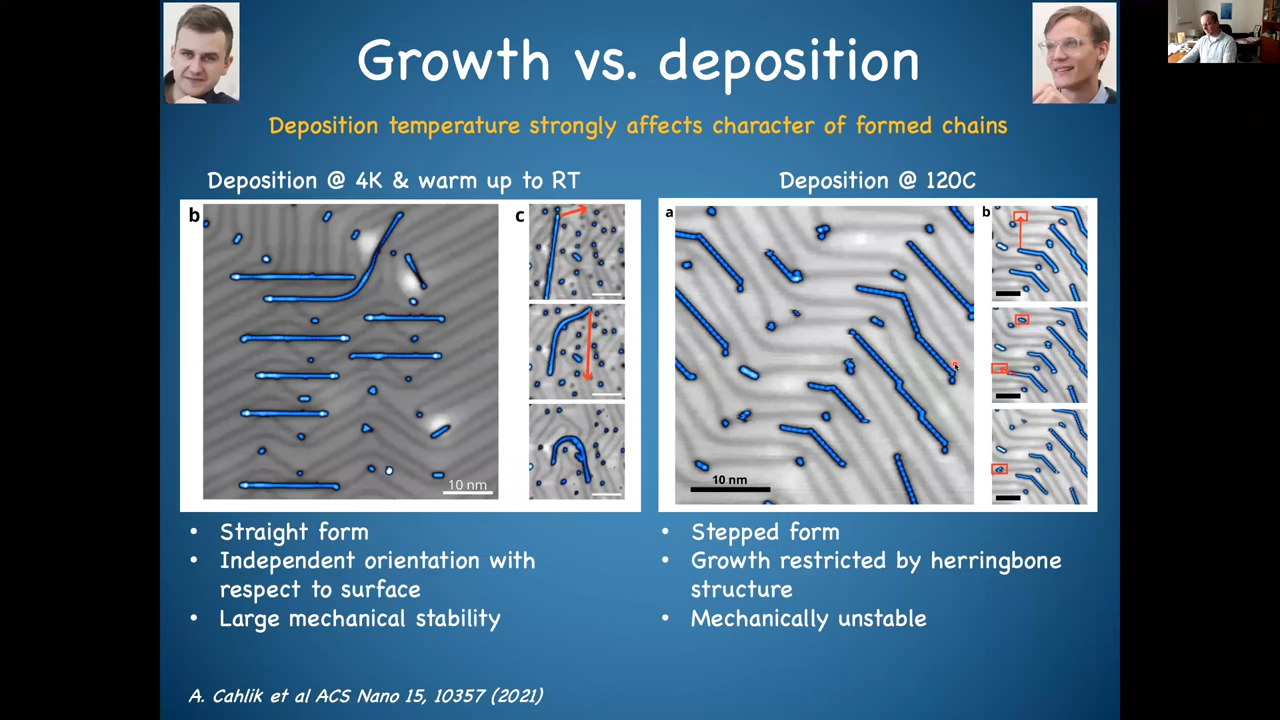 Growth vs. deposition
Deposition temperature strongly affects character of formed chains
Deposition @ 4K & warm up to RT
Deposition @ 120C
b
c
10 nm
a
b
10 nm
• Straight form
• Independent orientation with
respect to surface
• Large mechanical stability
• Stepped form
• Growth restricted by herringbone
structure
• Mechanically unstable
A. Cahlik et al ACS Nano 15, 10357 (2021)